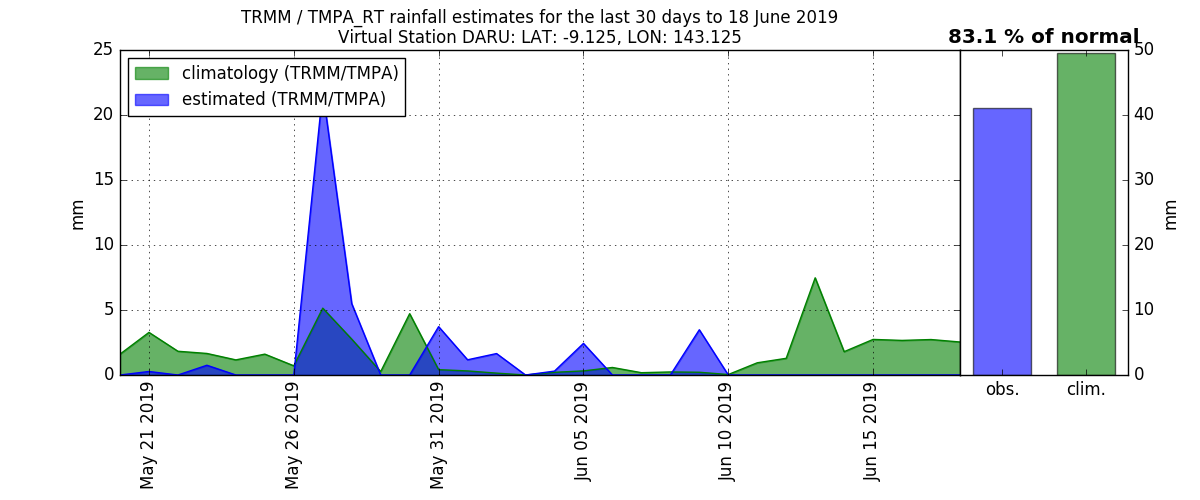 TRMM / TMPA_RT rainfall estimates for the last 30 days to 18 June 2019
Virtual Station DARU: LAT: -9.125, LON: 143.125
83.1 % of normal
climatology (TRMM/TMPA)
estimated (TRMM/TMPA)
25
20
15
10
5
0
mm
May 21 2019
May 26 2019
May 31 2019
Jun 05 2019
Jun 10 2019
Jun 15 2019
obs.
clim.
50
40
30
20
10
0
mm